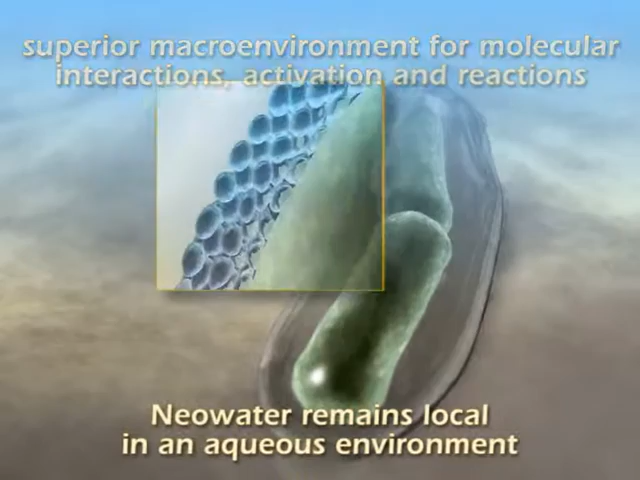 superior macroenvironment for molecular
interactions, activation and reactions
Neowater remains local
in an aqueous environment